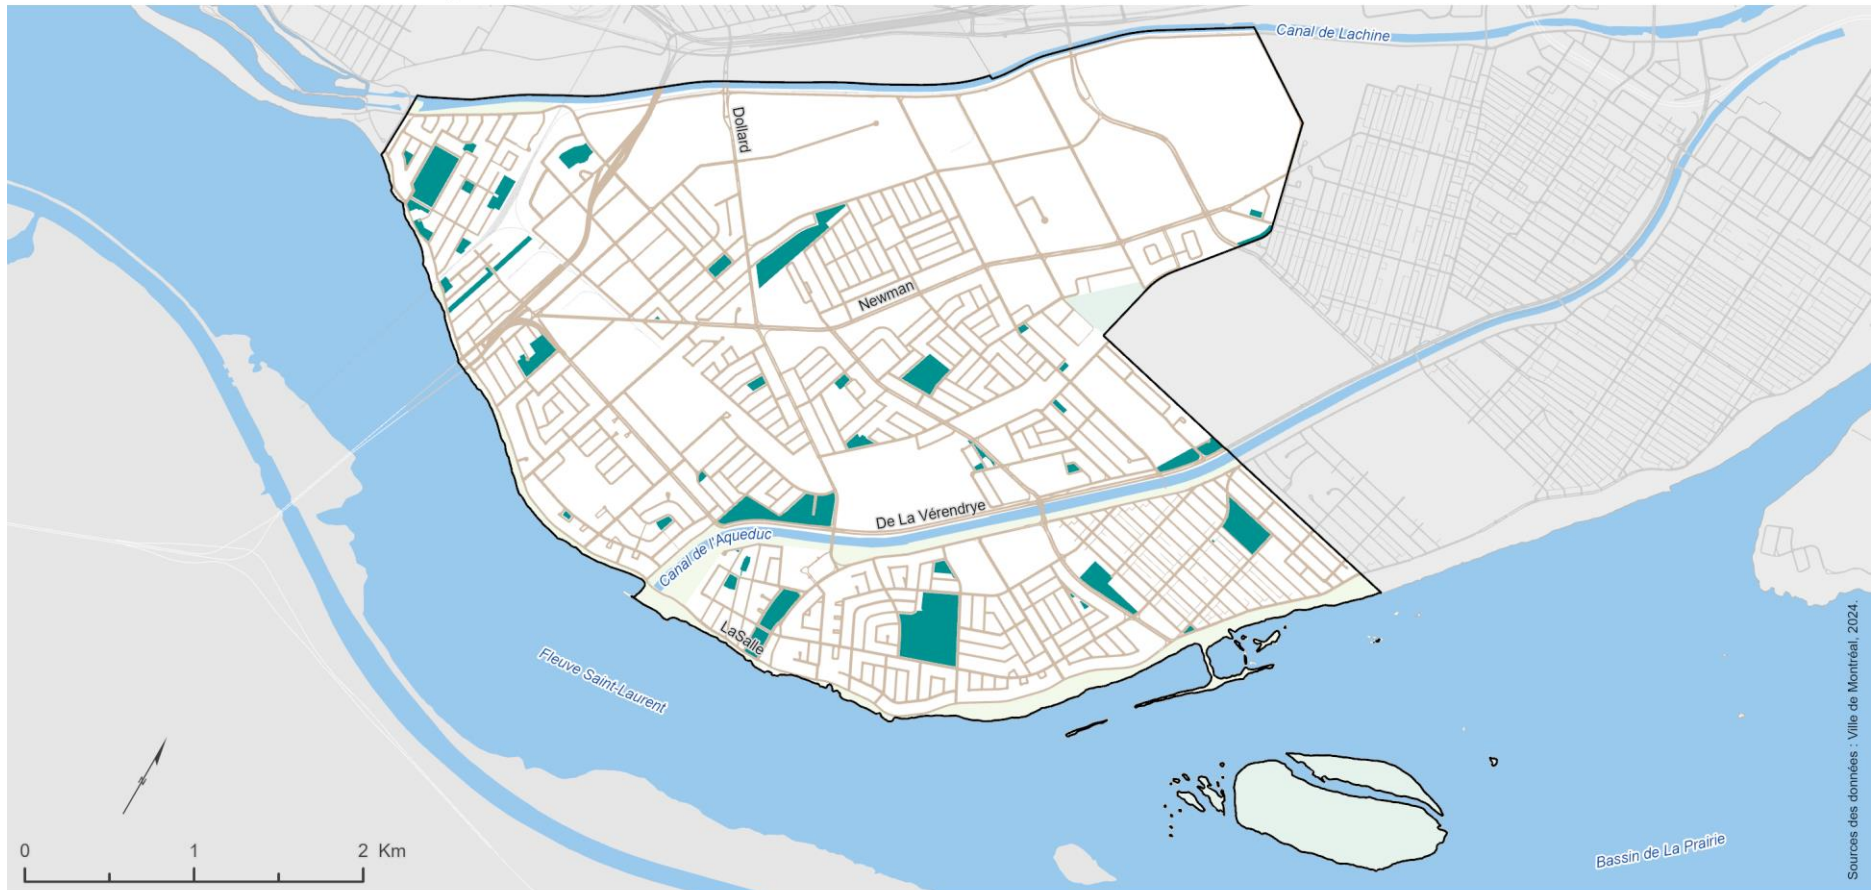 Canal de Lachine
Dollard
Newman
De La Vérendrye
Canal de l'Aqueduc
LaSalle
Fleuve Saint-Laurent
Bassin de La Prairie
N
0 1 2 Km
Sources des données : Ville de Montréal, 2024.